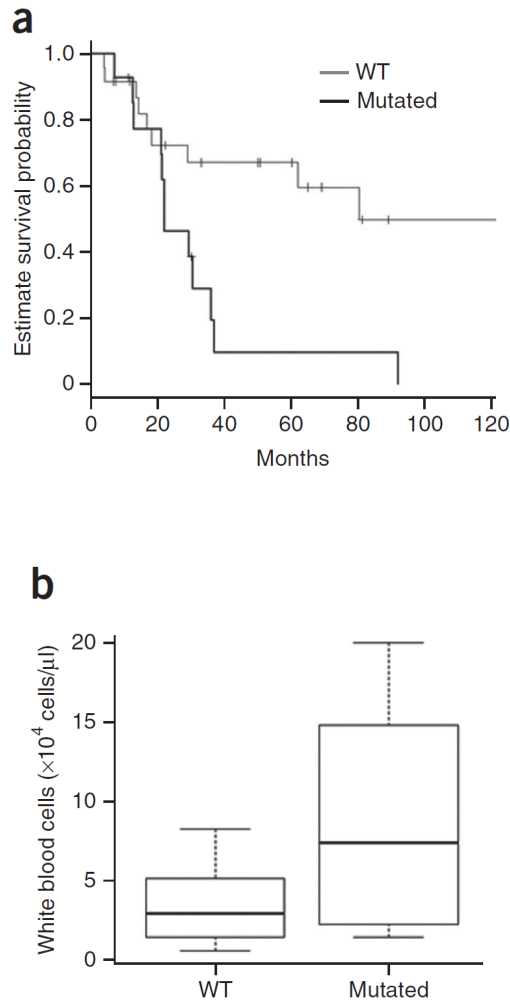 a
Estimate survival probability
1.0
0.8
0.6
0.4
0.2
0
WT
Mutated
0 20 40 60 80 100 120
Months
b
White blood cells (×10⁴ cells/μl)
20
15
10
5
0
WT Mutated